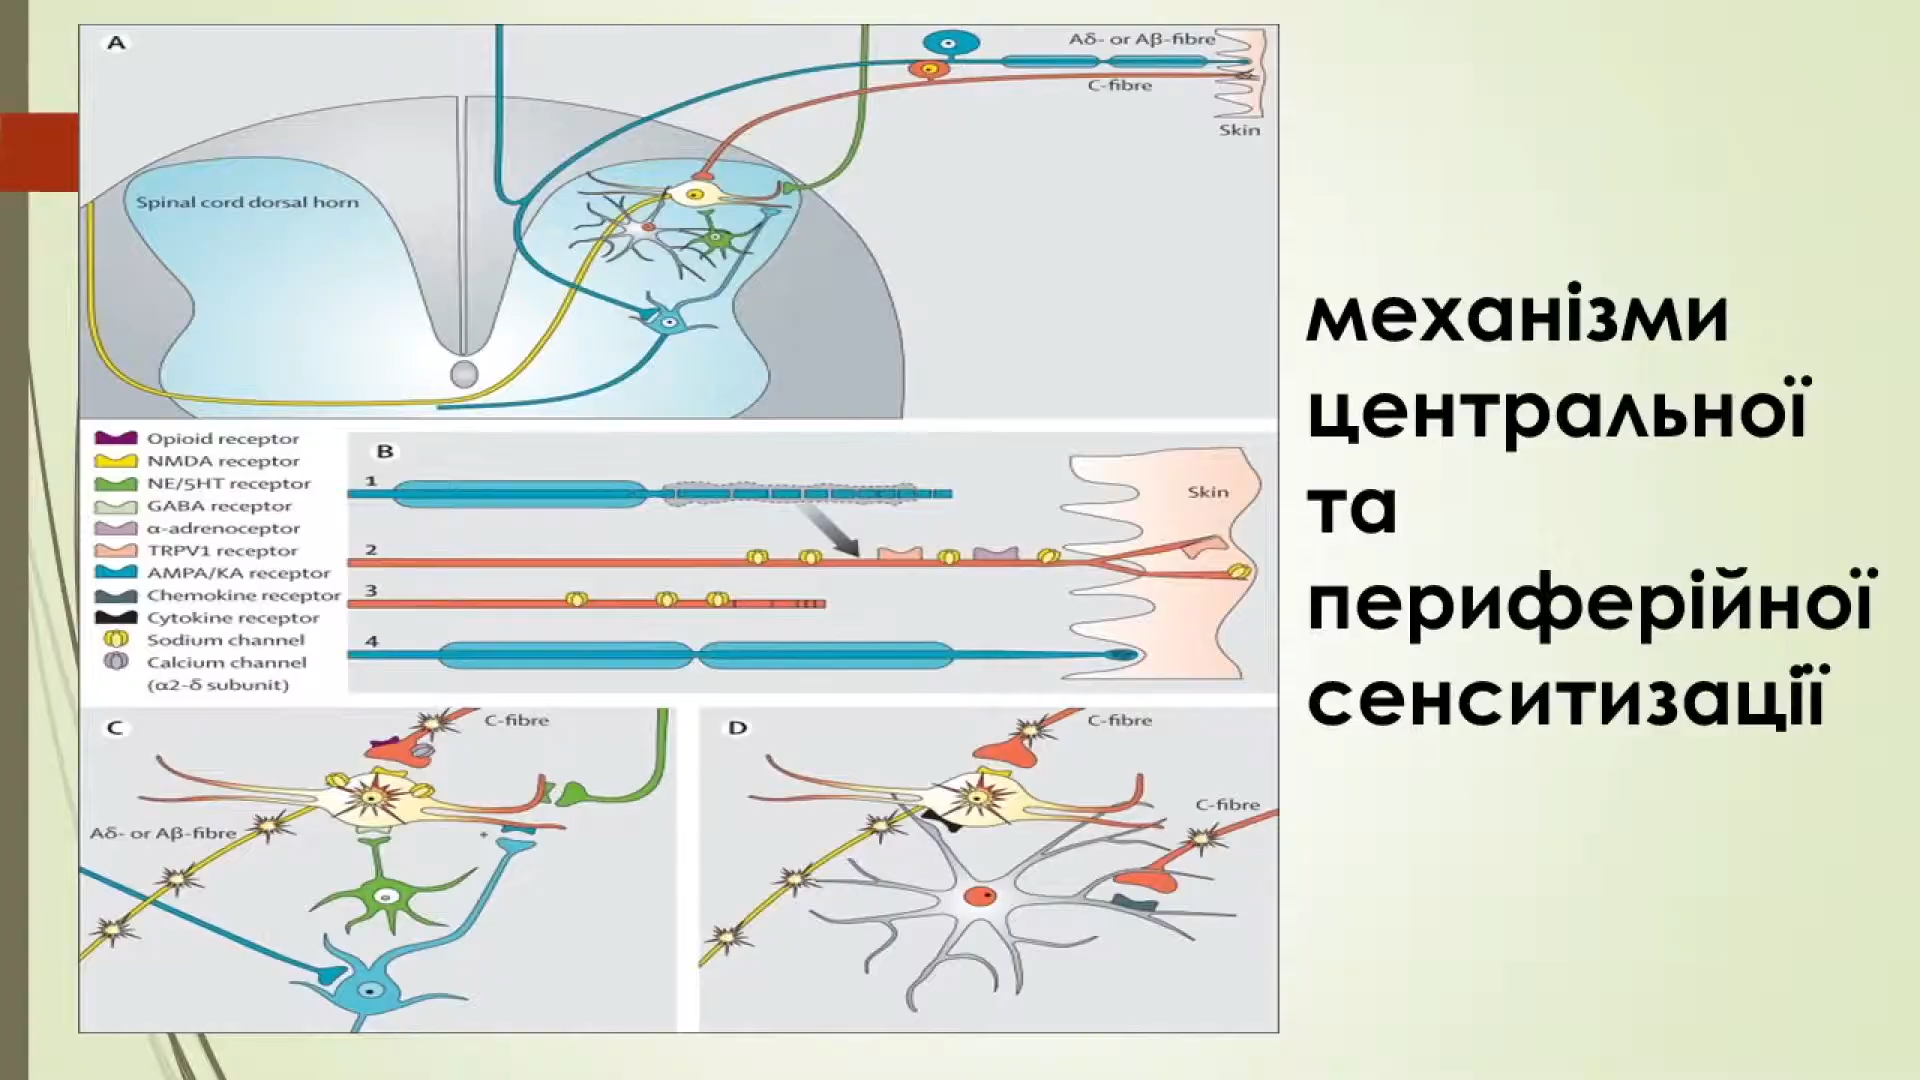 A
Aδ- or Aβ-fibre
C-fibre
Skin
Spinal cord dorsal horn
Opioid receptor
NMDA receptor
NE/5HT receptor
GABA receptor
α-adrenoceptor
TRPV1 receptor
AMPA/KA receptor
Chemokine receptor
Cytokine receptor
Sodium channel
Calcium channel
(α2-δ subunit)
B
1
2
3
4
Skin
C
C-fibre
Aδ- or Aβ-fibre
+
D
C-fibre
C-fibre
механізми
центральної
та
периферійної
сенситизації